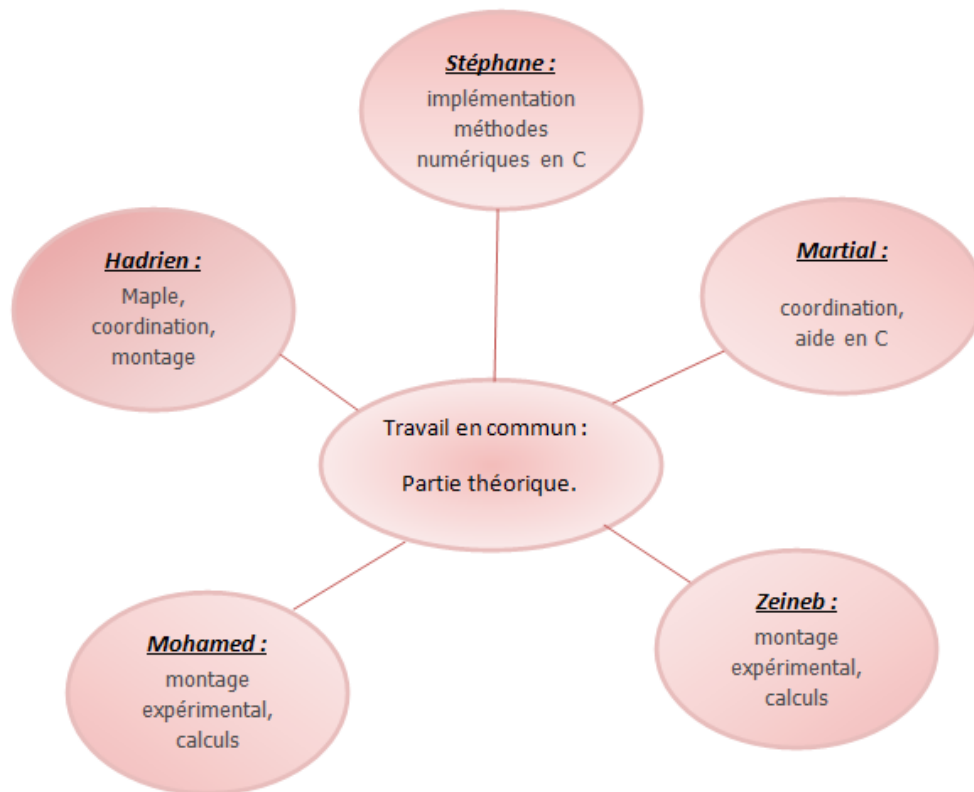 Stéphane :
implémentation
méthodes
numériques en C
Hadrien :
Maple,
coordination,
montage
Martial :
coordination,
aide en C
Travail en commun :
Partie théorique.
Mohamed :
montage
expérimental,
calculs
Zeineb :
montage
expérimental,
calculs